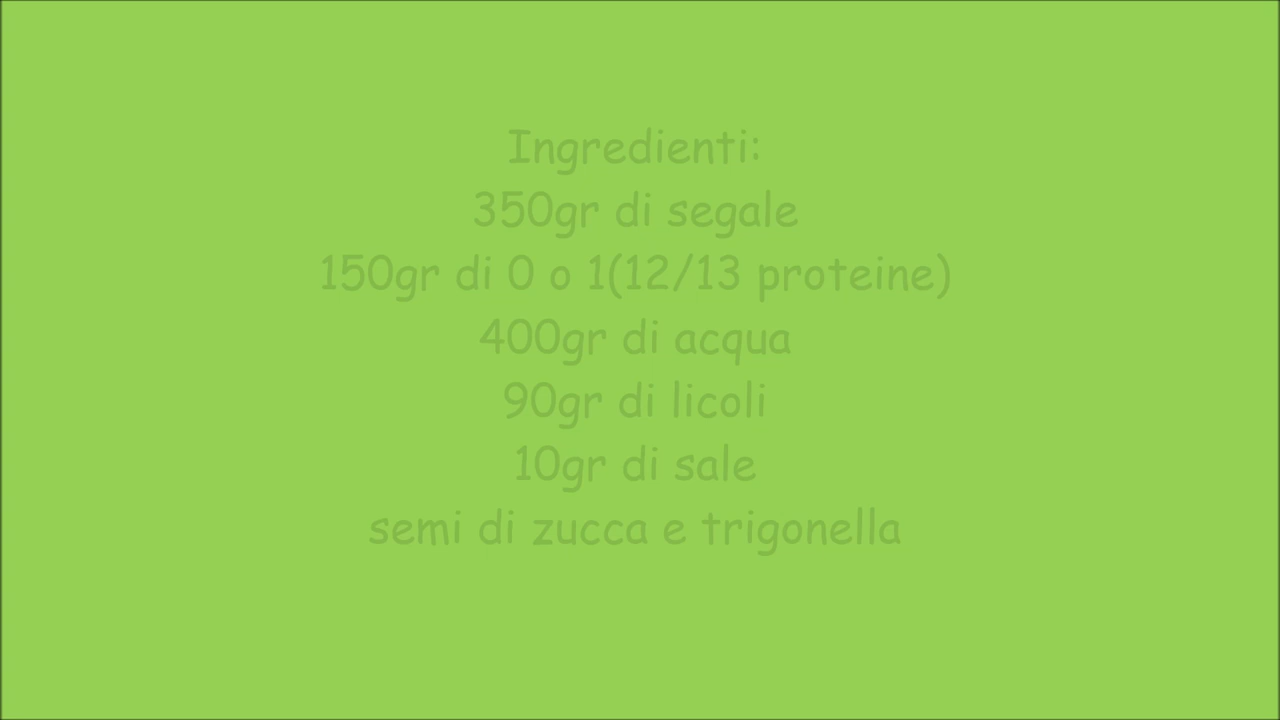 Ingredienti:
350gr di segale
150gr di 0 o 1(12/13 proteine)
400gr di acqua
90gr di licoli
10gr di sale
semi di zucca e trigonella